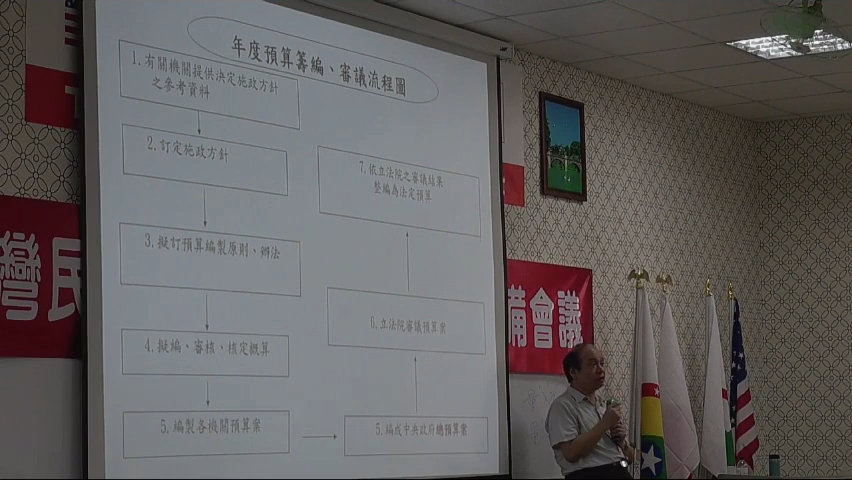 年度預算籌編、審議流程圖
1.有關機關提供決定施政方針
之參考資料
2.訂定施政方針
3.擬訂預算編製原則、辦法
4.擬編、審核、核定概算
5.編製各機關預算案
5.編成中央政府總預算案
6.立法院審議預算案
7.依立法院之審議結果
整編為法定預算
灣民
備會議